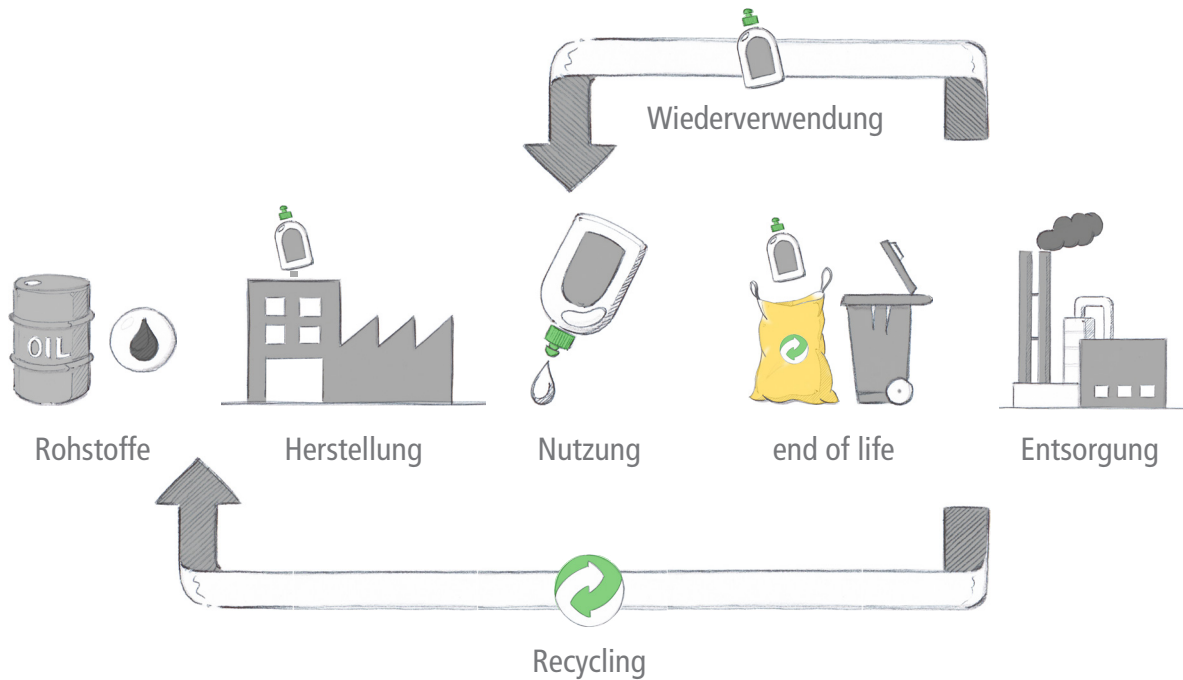 Wiederverwendung
OIL
Rohstoffe
Herstellung
Nutzung
end of life
Entsorgung
Recycling